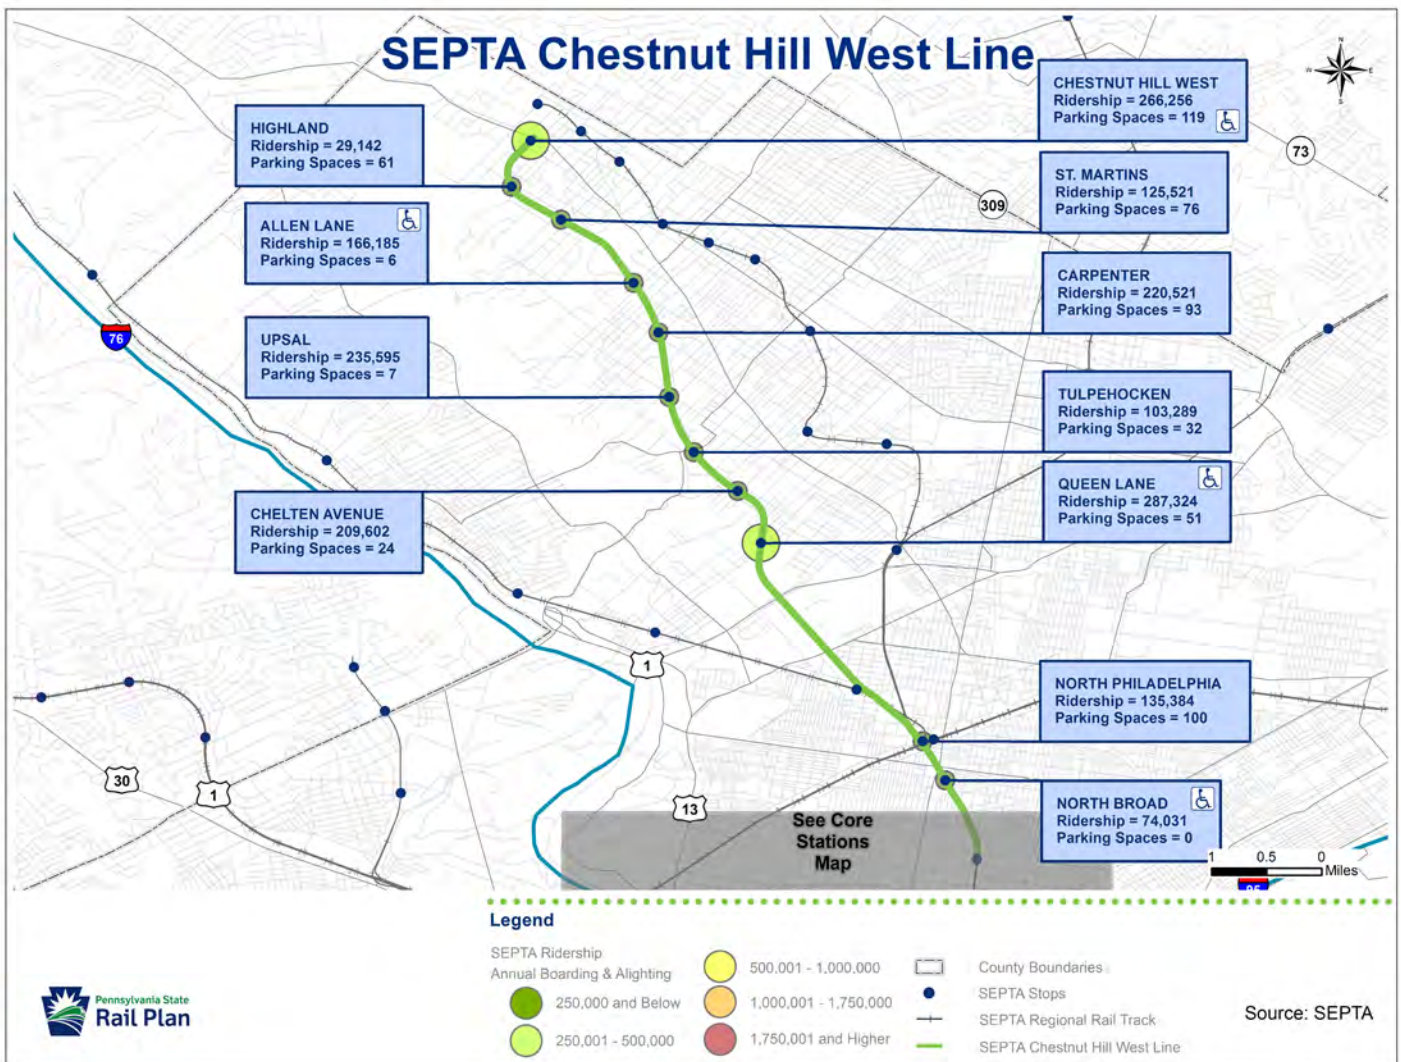 SEPTA Chestnut Hill West Line
N
W
E
S
CHESTNUT HILL WEST
Ridership = 266,256
Parking Spaces = 119
HIGHLAND
Ridership = 29,142
Parking Spaces = 61
73
ST. MARTINS
Ridership = 125,521
Parking Spaces = 76
309
ALLEN LANE
Ridership = 166,185
Parking Spaces = 6
CARPENTER
Ridership = 220,521
Parking Spaces = 93
76
UPSAL
Ridership = 235,595
Parking Spaces = 7
TULPEHOCKEN
Ridership = 103,289
Parking Spaces = 32
QUEEN LANE
Ridership = 287,324
Parking Spaces = 51
CHELTEN AVENUE
Ridership = 209,602
Parking Spaces = 24
1
NORTH PHILADELPHIA
Ridership = 135,384
Parking Spaces = 100
30
1
13
NORTH BROAD
Ridership = 74,031
Parking Spaces = 0
See Core
Stations
Map
1 0.5 0
Miles
95
Legend
SEPTA Ridership
Annual Boarding & Alighting
250,000 and Below
250,001 - 500,000
500,001 - 1,000,000
1,000,001 - 1,750,000
1,750,001 and Higher
County Boundaries
SEPTA Stops
SEPTA Regional Rail Track
SEPTA Chestnut Hill West Line
Pennsylvania State
Rail Plan
Source: SEPTA